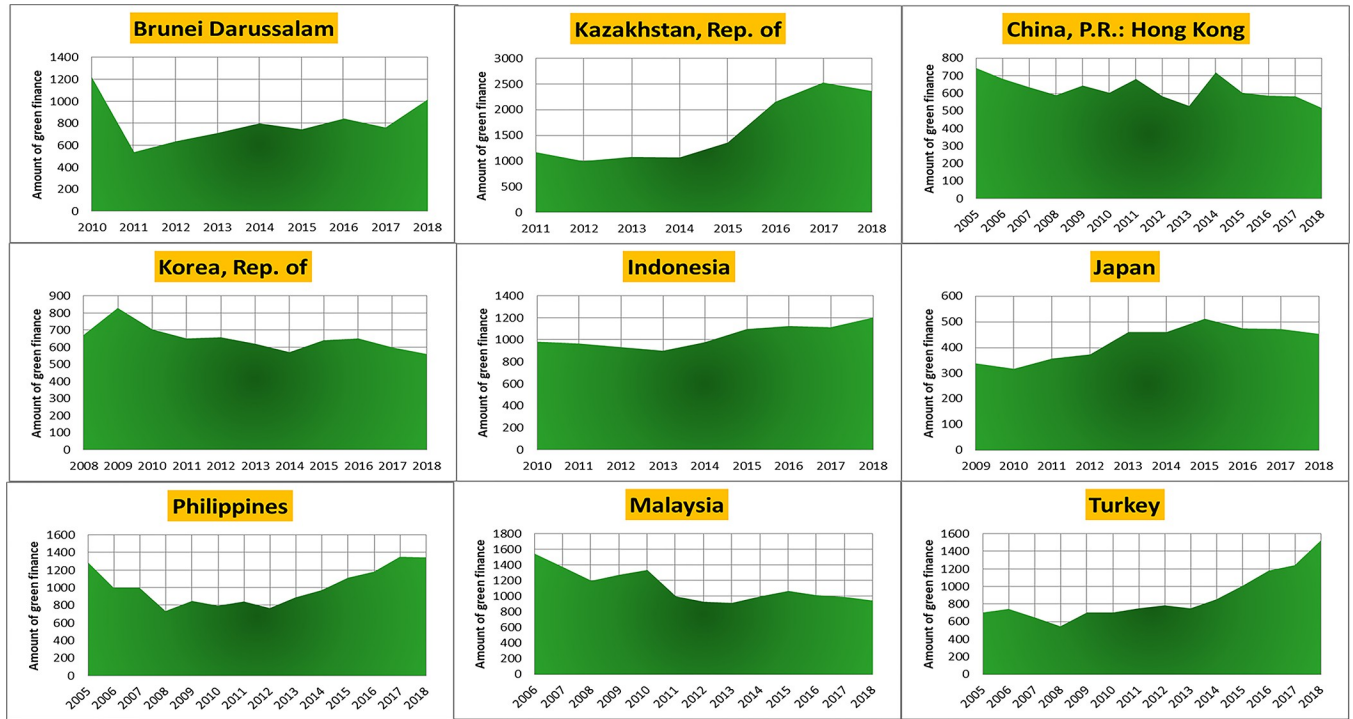 Brunei Darussalam
Amount of green finance
1400
1200
1000
800
600
400
200
0
2010 2011 2012 2013 2014 2015 2016 2017 2018
Kazakhstan, Rep. of
Amount of green finance
3000
2500
2000
1500
1000
500
0
2011 2012 2013 2014 2015 2016 2017 2018
China, P.R.: Hong Kong
Amount of green finance
800
700
600
500
400
300
200
100
0
2005 2006 2007 2008 2009 2010 2011 2012 2013 2014 2015 2016 2017 2018
Korea, Rep. of
Amount of green finance
900
800
700
600
500
400
300
200
100
0
2008 2009 2010 2011 2012 2013 2014 2015 2016 2017 2018
Indonesia
Amount of green finance
1400
1200
1000
800
600
400
200
0
2010 2011 2012 2013 2014 2015 2016 2017 2018
Japan
Amount of green finance
600
500
400
300
200
100
0
2009 2010 2011 2012 2013 2014 2015 2016 2017 2018
Philippines
Amount of green finance
1600
1400
1200
1000
800
600
400
200
0
2005 2006 2007 2008 2009 2010 2011 2012 2013 2014 2015 2016 2017 2018
Malaysia
Amount of green finance
1800
1600
1400
1200
1000
800
600
400
200
0
2006 2007 2008 2009 2010 2011 2012 2013 2014 2015 2016 2017 2018
Turkey
Amount of green finance
1600
1400
1200
1000
800
600
400
200
0
2005 2006 2007 2008 2009 2010 2011 2012 2013 2014 2015 2016 2017 2018